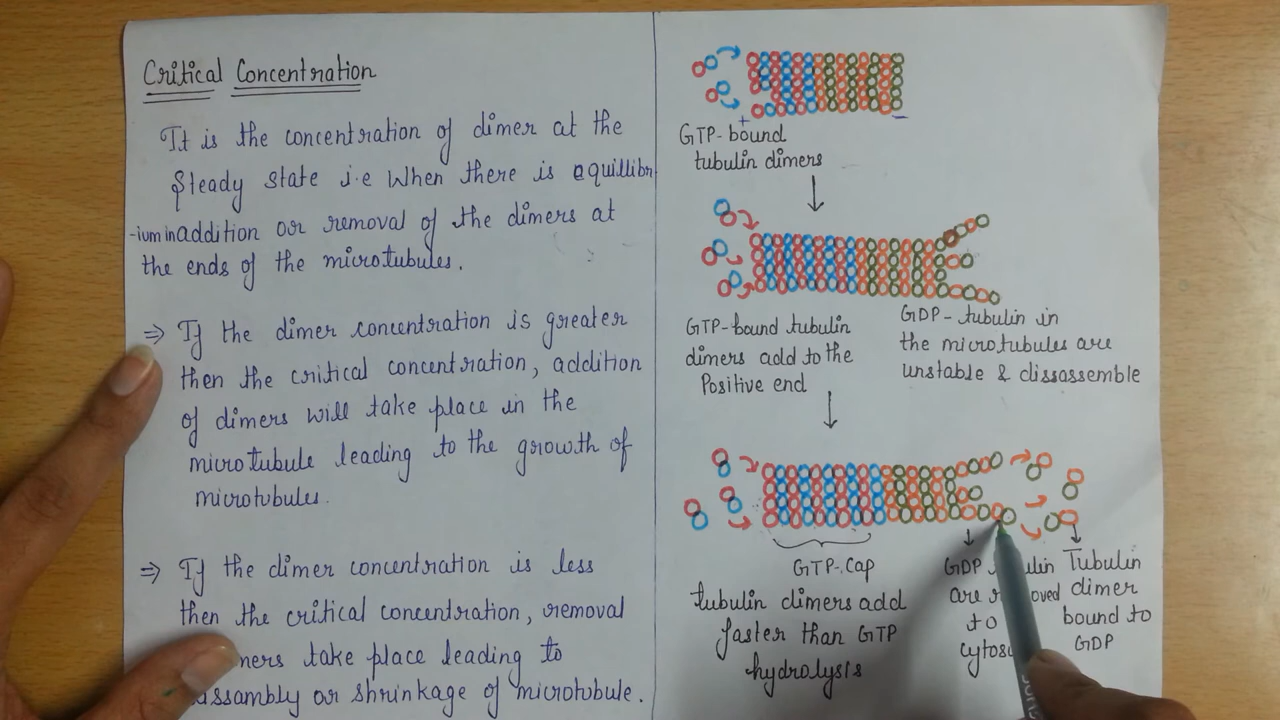 Critical Concentration
It is the concentration of dimer at the
steady state i.e When there is equillibr
-ium in addition or removal of the dimers at
the ends of the microtubules.
⇒ If the dimer concentration is greater
then the critical concentration, addition
of dimers will take place in the
microtubule leading to the growth of
microtubules.
⇒ If the dimer concentration is less
then the critical concentration, removal
take place leading to
or shrinkage of microtubule.
+
−
GTP-bound
tubulin dimers
GTP-bound tubulin
dimers add to the
Positive end
GDP-tubulin in
the microtubules are
unstable & dissassemble
GTP-Cap
tubulin dimers add
faster than GTP
hydrolysis
GDP
are
to
Tubulin
dimer
bound to
GDP